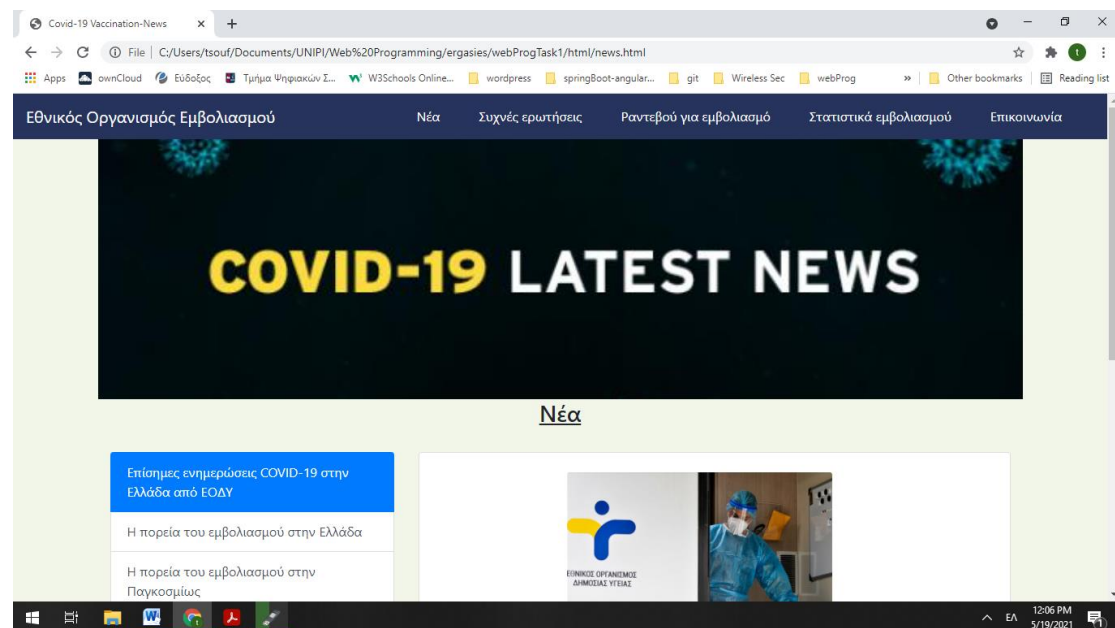 Covid-19 Vaccination-News
File | C:/Users/tsouf/Documents/UNIPI/Web%20Programming/ergasies/webProgTask1/html/news.html
t
Apps ownCloud Εύδοξος Τμήμα Ψηφιακών Σ... W3Schools Online... wordpress springBoot-angular... git Wireless Sec webProg » Other bookmarks Reading list
Εθνικός Οργανισμός Εμβολιασμού Νέα Συχνές ερωτήσεις Ραντεβού για εμβολιασμό Στατιστικά εμβολιασμού Επικοινωνία
COVID-19 LATEST NEWS
Νέα
Επίσημες ενημερώσεις COVID-19 στην
Ελλάδα από ΕΟΔΥ
Η πορεία του εμβολιασμού στην Ελλάδα
Η πορεία του εμβολιασμού στην
Παγκοσμίως
ΕΘΝΙΚΟΣ ΟΡΓΑΝΙΣΜΟΣ
ΔΗΜΟΣΙΑΣ ΥΓΕΙΑΣ
ΕΛ
12:06 PM
5/19/2021